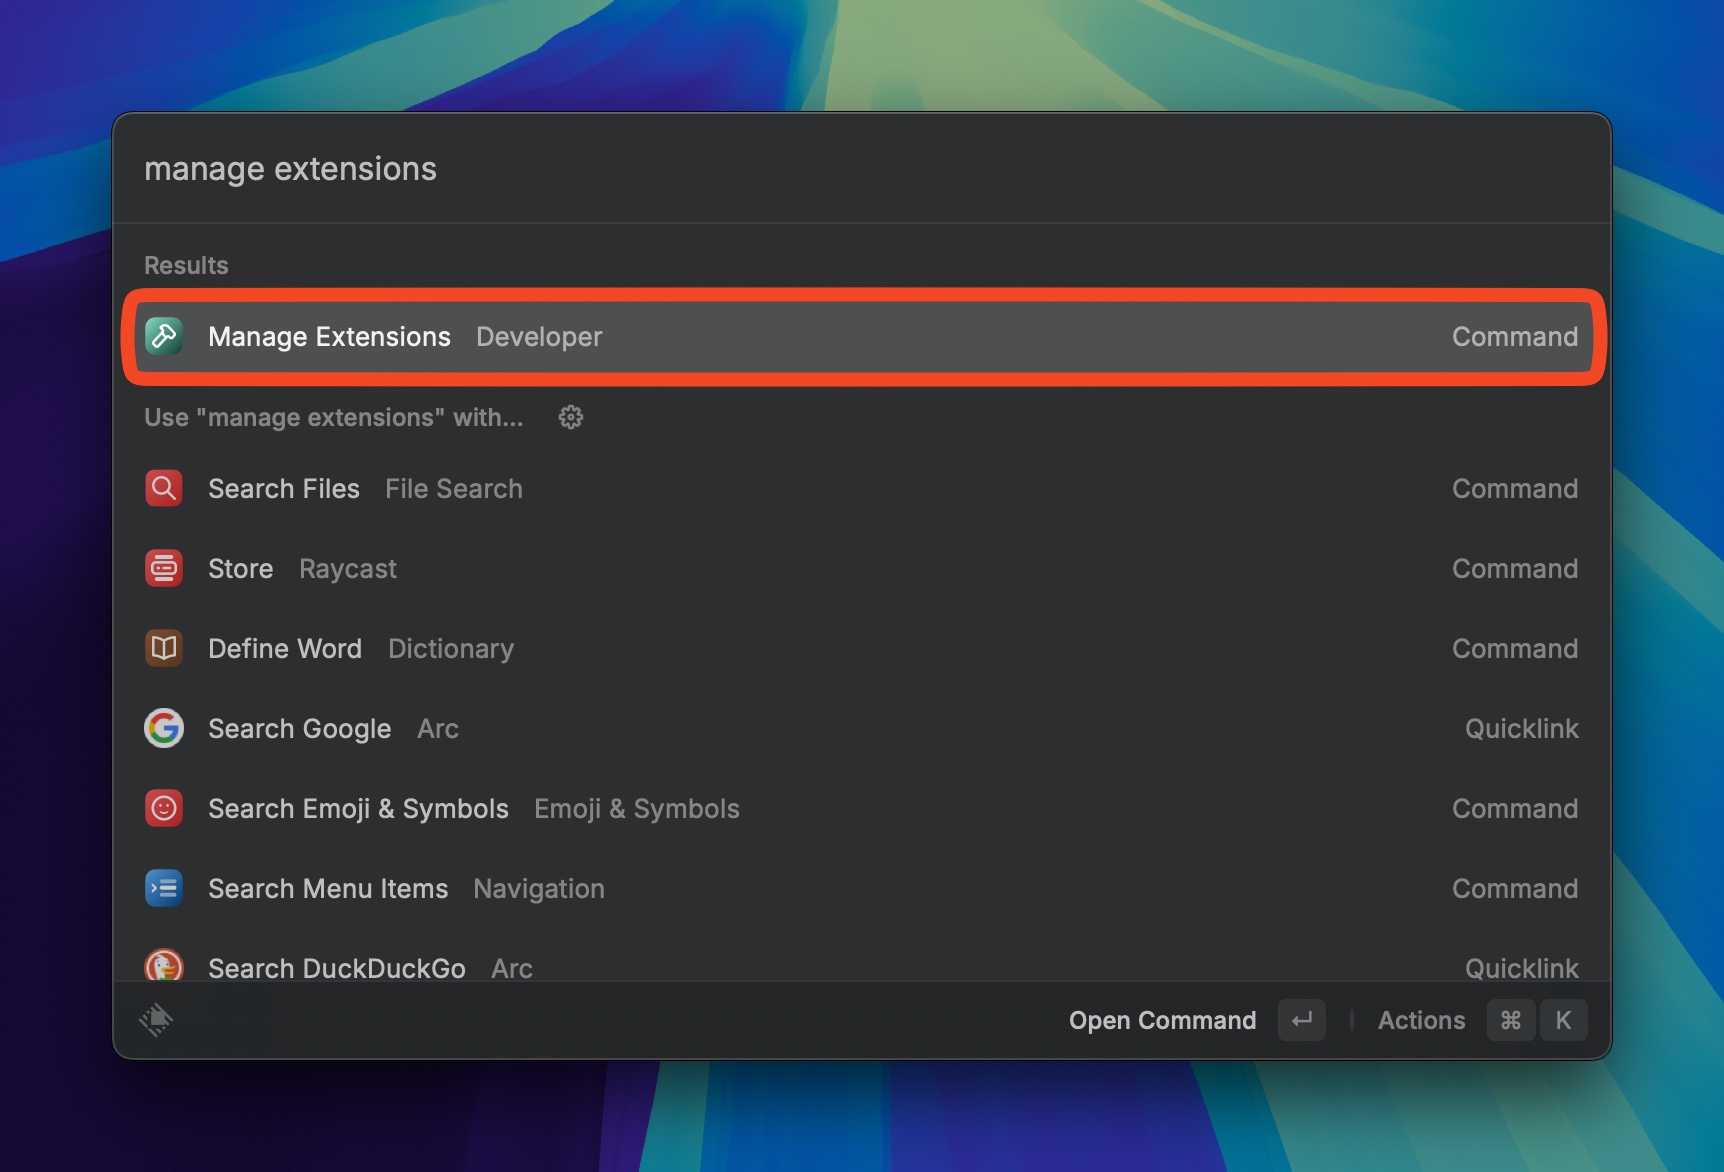 manage extensions
Results
Manage Extensions Developer Command
Use "manage extensions" with...
Search Files File Search Command
Store Raycast Command
Define Word Dictionary Command
Search Google Arc Quicklink
Search Emoji & Symbols Emoji & Symbols Command
Search Menu Items Navigation Command
Search DuckDuckGo Arc Quicklink
Open Command ↵ | Actions ⌘ K